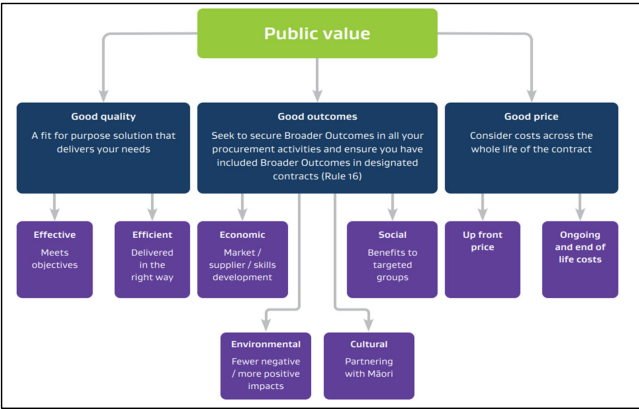 Public value
Good quality
A fit for purpose solution that
delivers your needs
Good outcomes
Seek to secure Broader Outcomes in all your
procurement activities and ensure you have
included Broader Outcomes in designated
contracts (Rule 16)
Good price
Consider costs across the
whole life of the contract
Effective
Meets
objectives
Efficient
Delivered
in the
right way
Economic
Market /
supplier / skills
development
Social
Benefits to
targeted
groups
Up front
price
Ongoing
and end of
life costs
Environmental
Fewer negative
/ more positive
impacts
Cultural
Partnering
with Māori